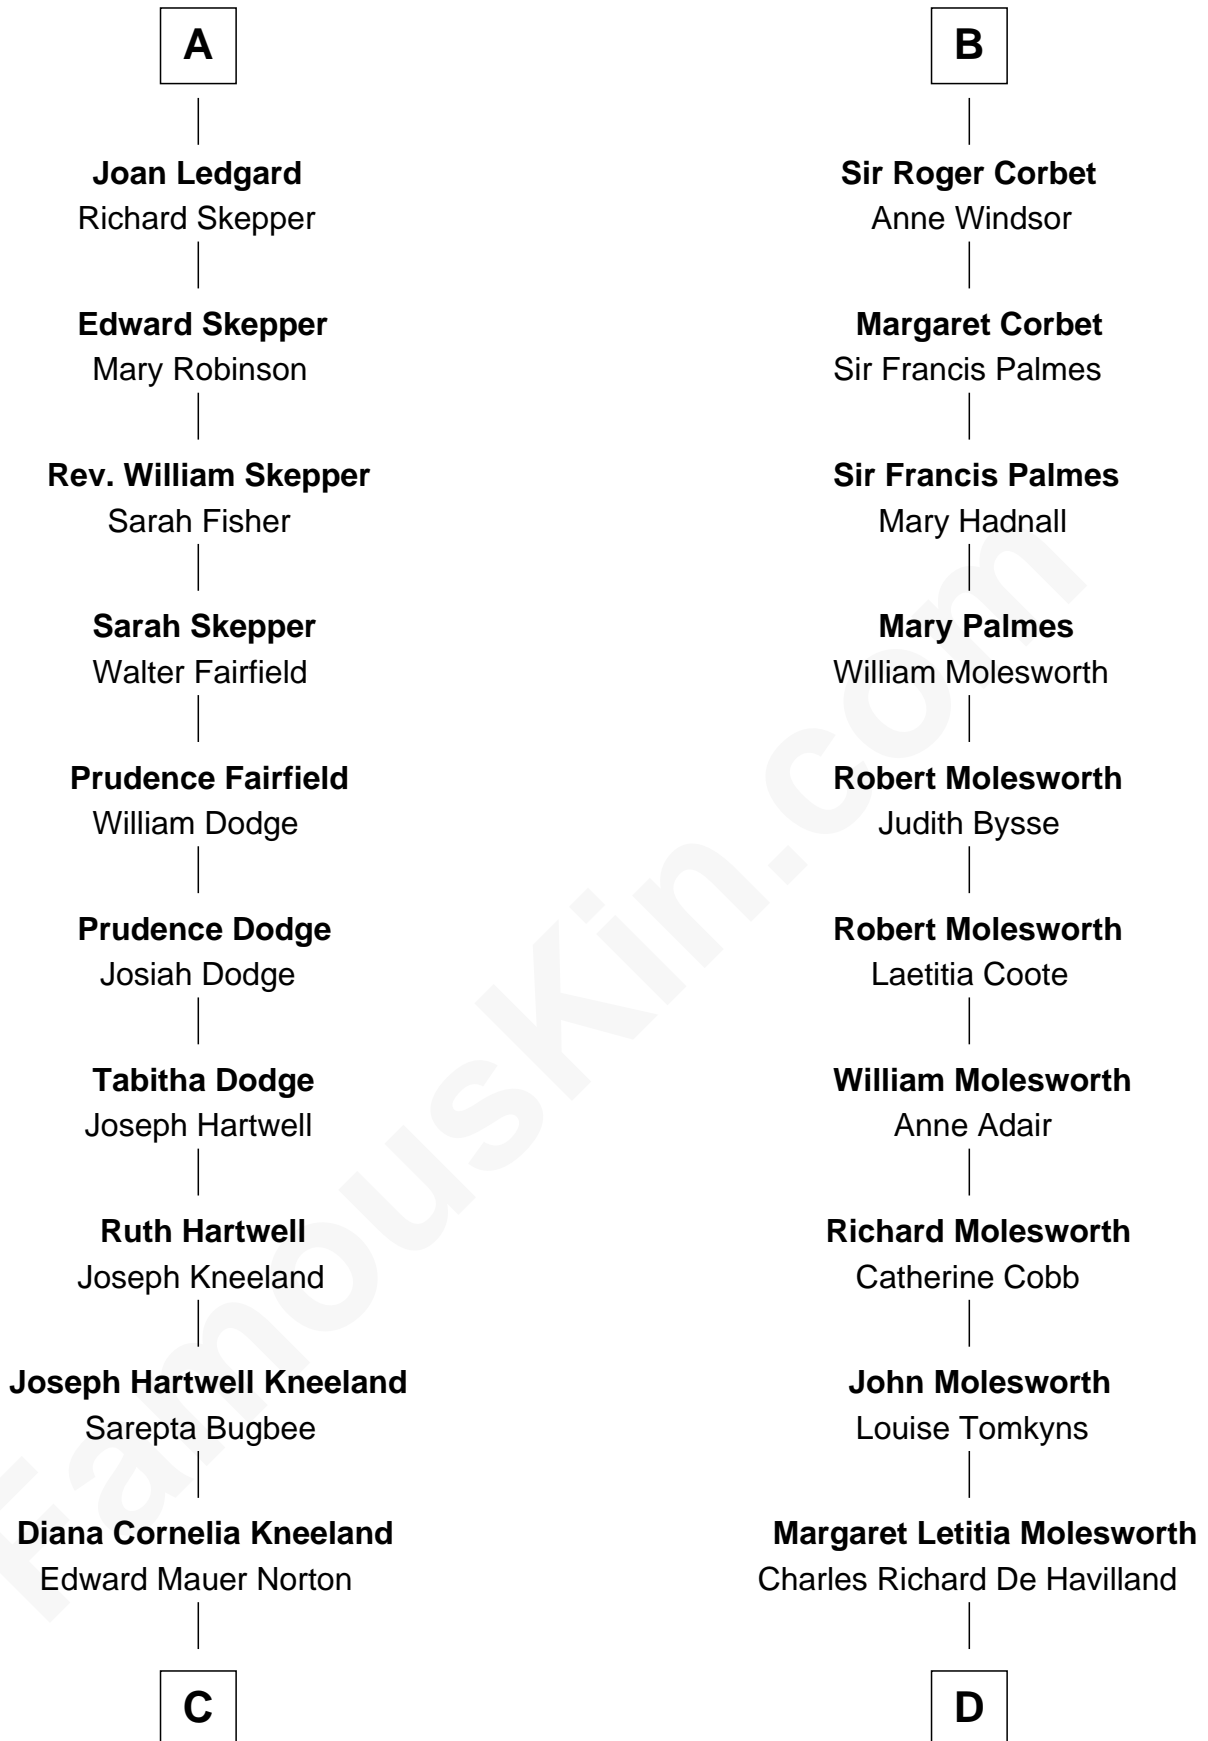 A
Joan Ledgard
Richard Skepper
Edward Skepper
Mary Robinson
Rev. William Skepper
Sarah Fisher
Sarah Skepper
Walter Fairfield
Prudence Fairfield
William Dodge
Prudence Dodge
Josiah Dodge
Tabitha Dodge
Joseph Hartwell
Ruth Hartwell
Joseph Kneeland
Joseph Hartwell Kneeland
Sarepta Bugbee
Diana Cornelia Kneeland
Edward Mauer Norton
C
B
Sir Roger Corbet
Anne Windsor
Margaret Corbet
Sir Francis Palmes
Sir Francis Palmes
Mary Hadnall
Mary Palmes
William Molesworth
Robert Molesworth
Judith Bysse
Robert Molesworth
Laetitia Coote
William Molesworth
Anne Adair
Richard Molesworth
Catherine Cobb
John Molesworth
Louise Tomkyns
Margaret Letitia Molesworth
Charles Richard De Havilland
D
FamousKin.com